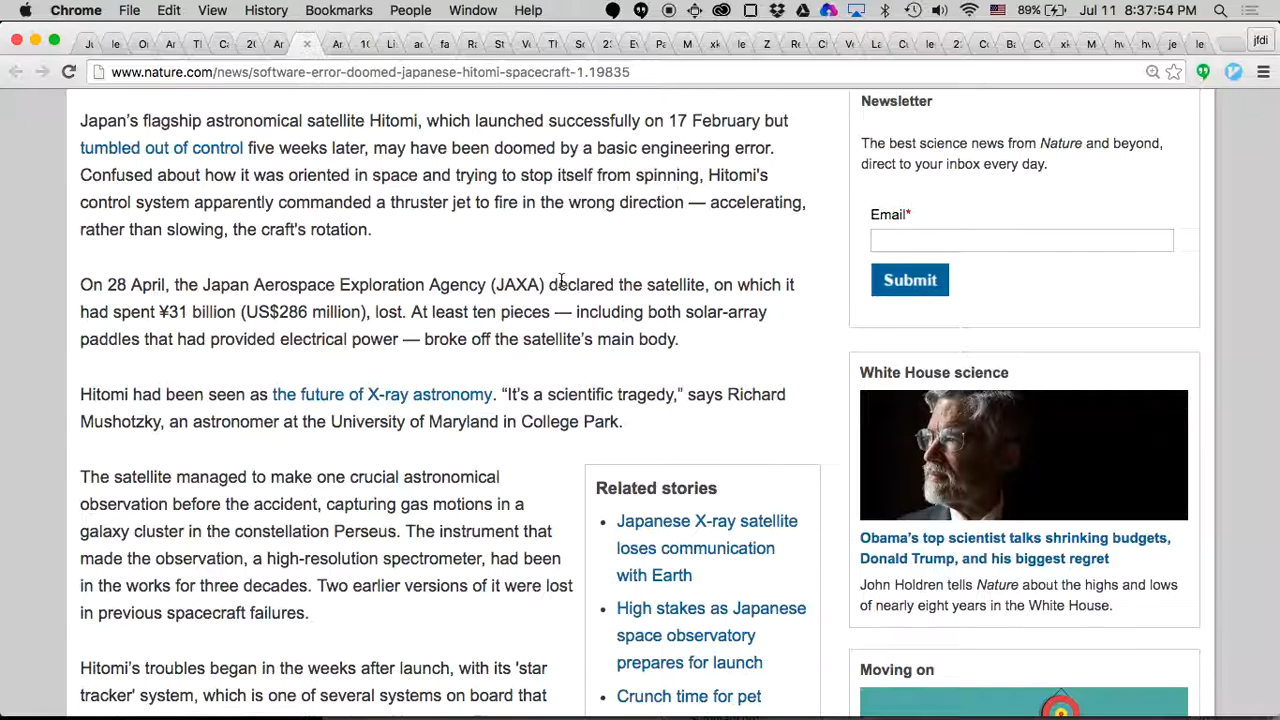 Chrome File Edit View History Bookmarks People Window Help 89% Jul 11 8:37:54 PM
jfdi
www.nature.com/news/software-error-doomed-japanese-hitomi-spacecraft-1.19835
Japan's flagship astronomical satellite Hitomi, which launched successfully on 17 February but
tumbled out of control five weeks later, may have been doomed by a basic engineering error.
Confused about how it was oriented in space and trying to stop itself from spinning, Hitomi's
control system apparently commanded a thruster jet to fire in the wrong direction — accelerating,
rather than slowing, the craft's rotation.
On 28 April, the Japan Aerospace Exploration Agency (JAXA) declared the satellite, on which it
had spent ¥31 billion (US$286 million), lost. At least ten pieces — including both solar-array
paddles that had provided electrical power — broke off the satellite's main body.
Hitomi had been seen as the future of X-ray astronomy. “It's a scientific tragedy,” says Richard
Mushotzky, an astronomer at the University of Maryland in College Park.
The satellite managed to make one crucial astronomical
observation before the accident, capturing gas motions in a
galaxy cluster in the constellation Perseus. The instrument that
made the observation, a high-resolution spectrometer, had been
in the works for three decades. Two earlier versions of it were lost
in previous spacecraft failures.
Hitomi's troubles began in the weeks after launch, with its 'star
tracker' system, which is one of several systems on board that
Related stories
Japanese X-ray satellite
loses communication
with Earth
High stakes as Japanese
space observatory
prepares for launch
Crunch time for pet
Newsletter
The best science news from Nature and beyond,
direct to your inbox every day.
Email*
Submit
White House science
Obama's top scientist talks shrinking budgets,
Donald Trump, and his biggest regret
John Holdren tells Nature about the highs and lows
of nearly eight years in the White House.
Moving on